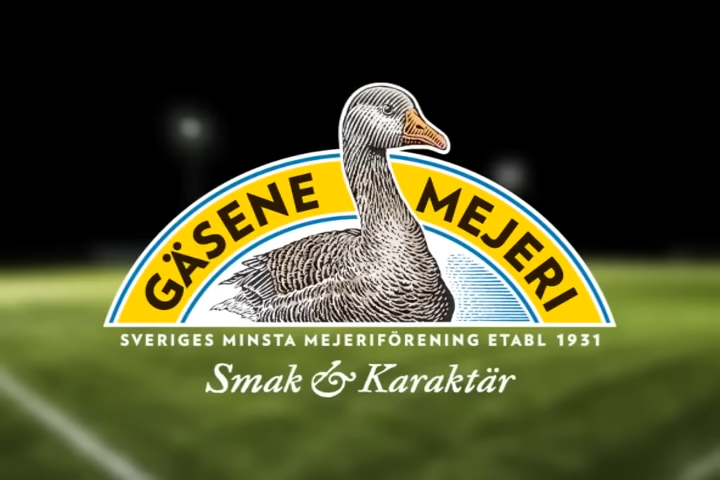 GÄSENE MEJERI
SVERIGES MINSTA MEJERIFÖRENING ETABL 1931
Smak & Karaktär